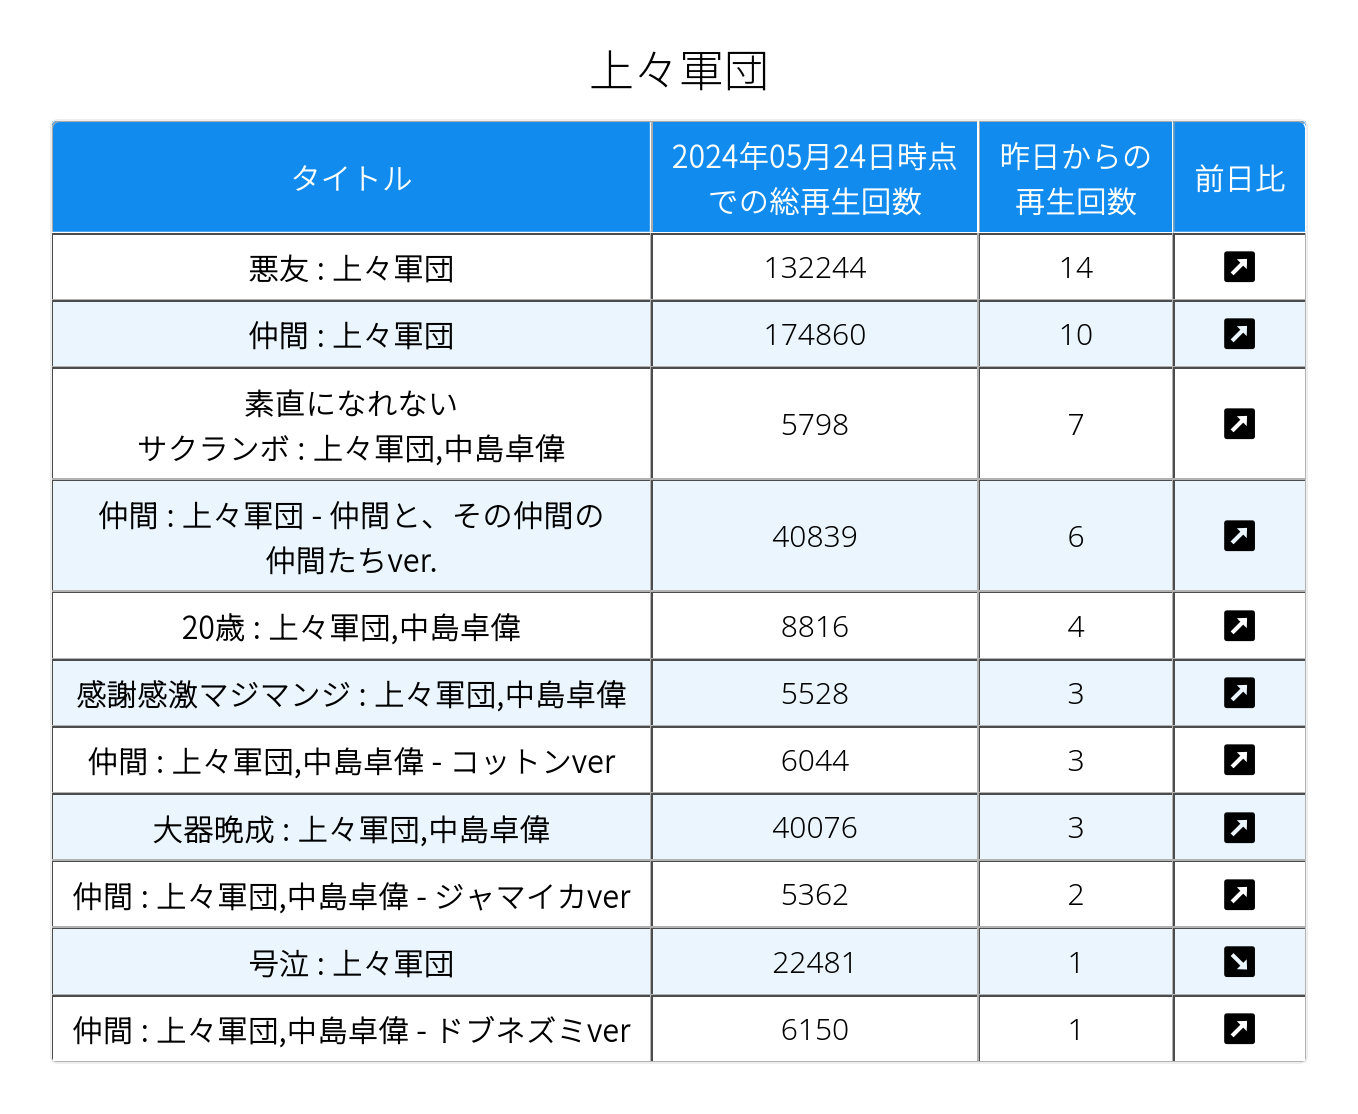 上々軍団
タイトル
2024年05月24日時点
での総再生回数
昨日からの
再生回数
前日比
悪友 : 上々軍団
132244
14
仲間 : 上々軍団
174860
10
素直になれない
サクランボ : 上々軍団,中島卓偉
5798
7
仲間 : 上々軍団 - 仲間と、その仲間の
仲間たちver.
40839
6
20歳 : 上々軍団,中島卓偉
8816
4
感謝感激マジマンジ : 上々軍団,中島卓偉
5528
3
仲間 : 上々軍団,中島卓偉 - コットンver
6044
3
大器晩成 : 上々軍団,中島卓偉
40076
3
仲間 : 上々軍団,中島卓偉 - ジャマイカver
5362
2
号泣 : 上々軍団
22481
1
仲間 : 上々軍団,中島卓偉 - ドブネズミver
6150
1